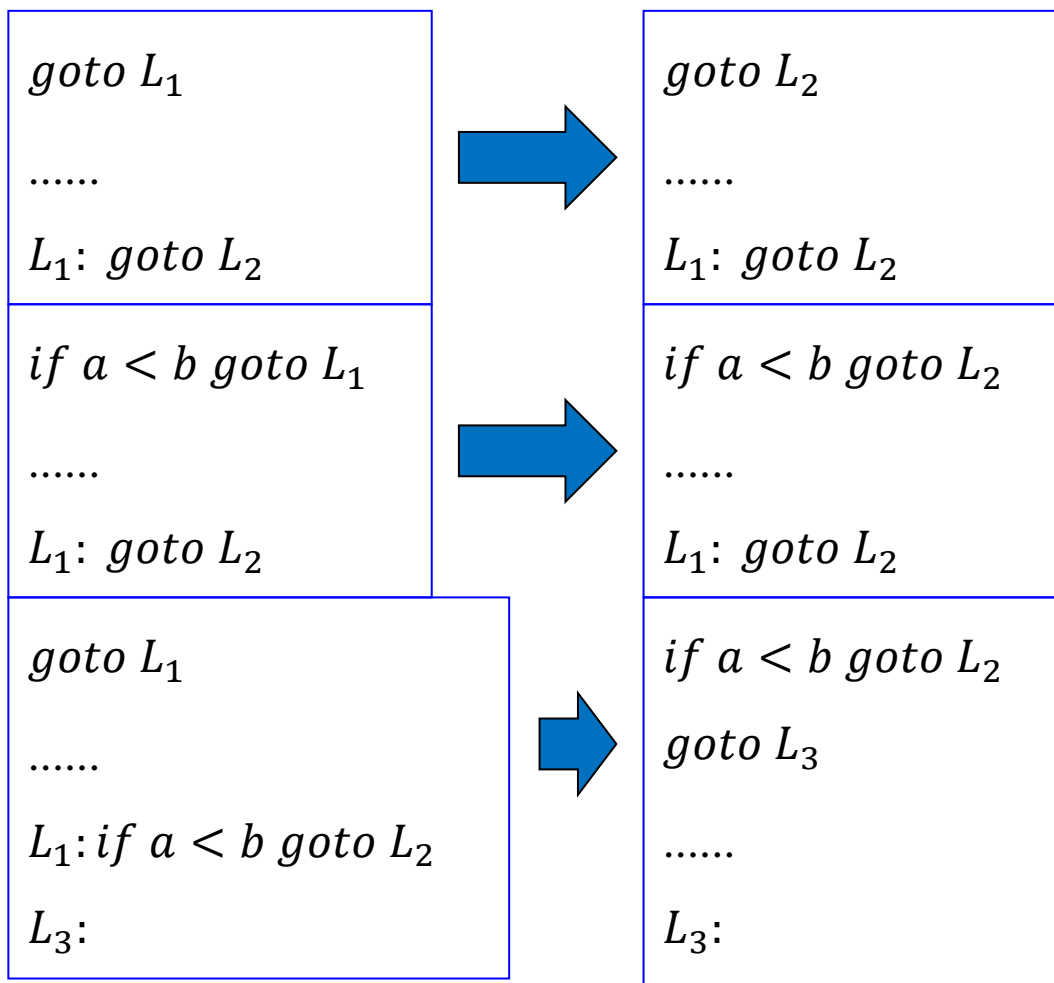 goto L₁
……
L₁: goto L₂
goto L₂
……
L₁: goto L₂
if a < b goto L₁
……
L₁: goto L₂
if a < b goto L₂
……
L₁: goto L₂
goto L₁
……
L₁: if a < b goto L₂
L₃:
if a < b goto L₂
goto L₃
……
L₃: